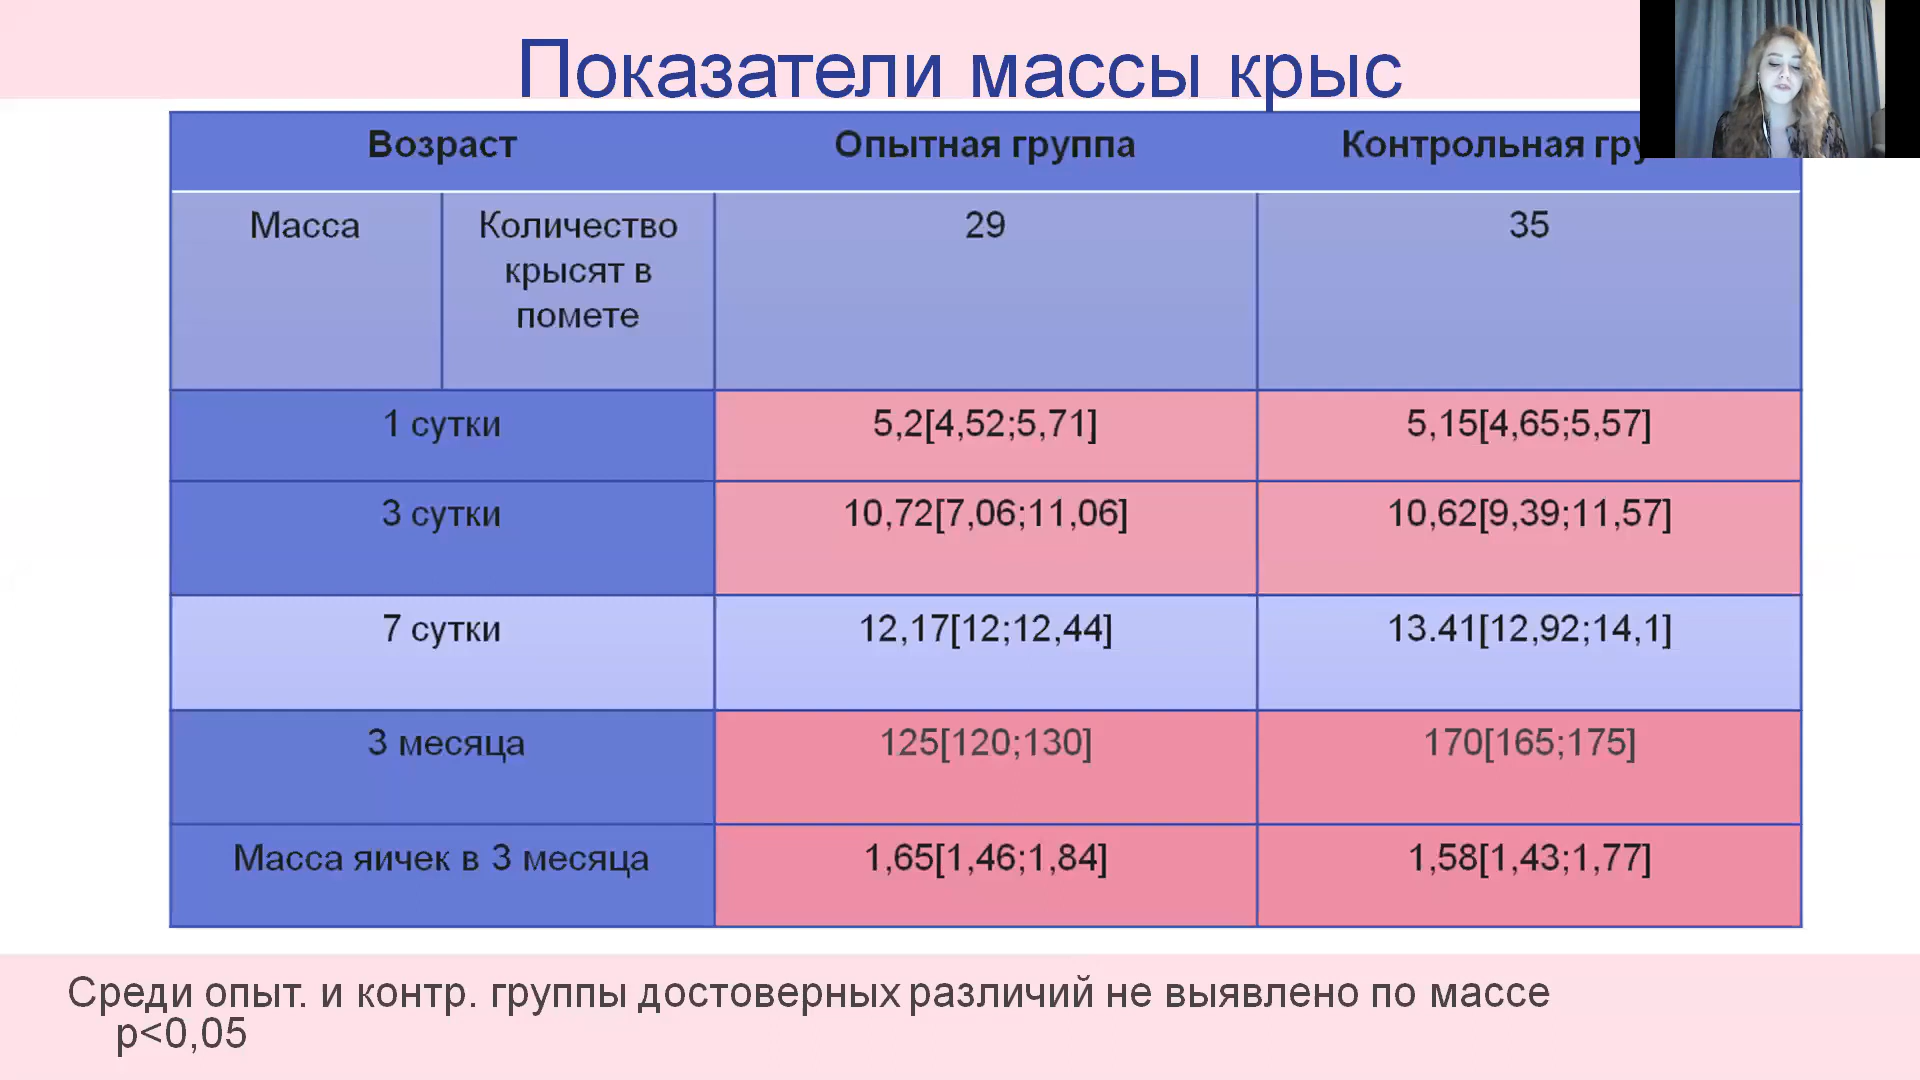 Показатели массы крыс
Возраст Опытная группа Контрольная
Масса Количество 29 35
крысят в
помете
1 сутки 5,2[4,52;5,71] 5,15[4,65;5,57]
3 сутки 10,72[7,06;11,06] 10,62[9,39;11,57]
7 сутки 12,17[12;12,44] 13.41[12,92;14,1]
3 месяца 125[120;130] 170[165;175]
Масса яичек в 3 месяца 1,65[1,46;1,84] 1,58[1,43;1,77]
Среди опыт. и контр. группы достоверных различий не выявлено по массе
p<0,05